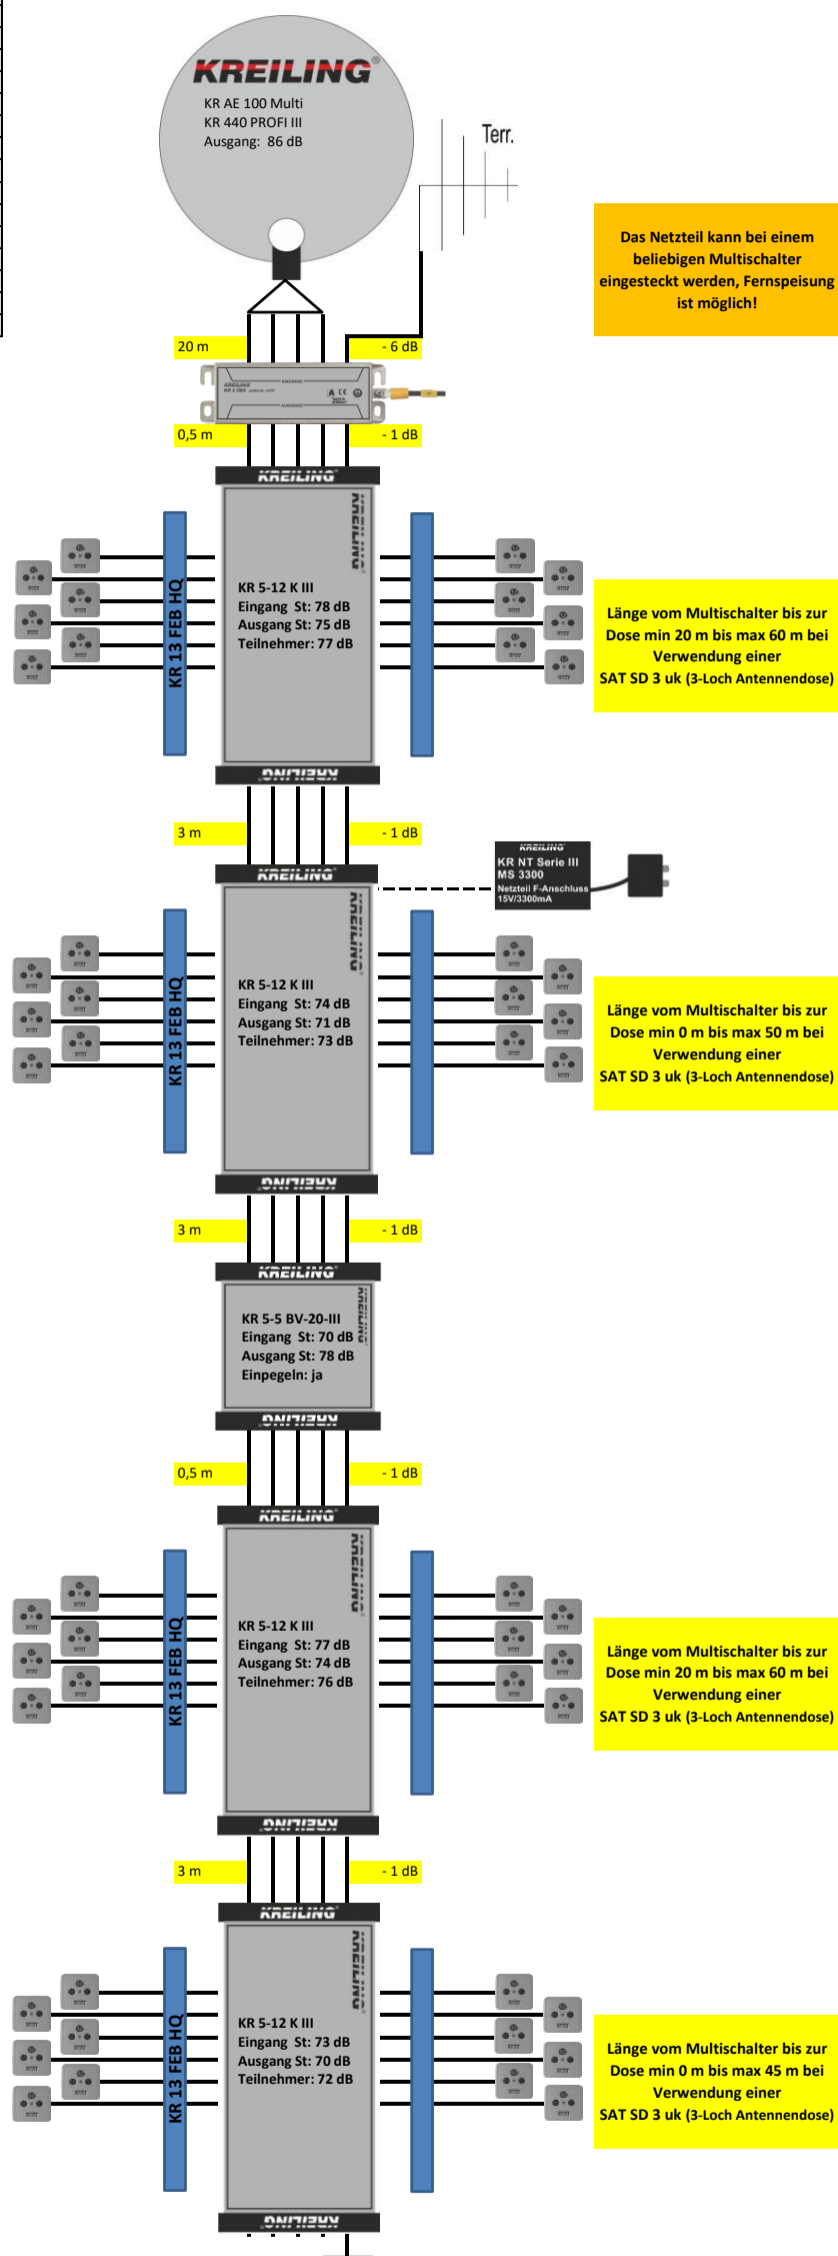 KREILING®
KR AE 100 Multi
KR 440 PROFI III
Ausgang: 86 dB
Terr.
Das Netzteil kann bei einem
beliebigen Multischalter
eingesteckt werden, Fernspeisung
ist möglich!
20 m
- 6 dB
KREILING
0,5 m
- 1 dB
KREILING
KREILING
KR 13 FEB HQ
KR 5-12 K III
Eingang St: 78 dB
Ausgang St: 75 dB
Teilnehmer: 77 dB
Länge vom Multischalter bis zur
Dose min 20 m bis max 60 m bei
Verwendung einer
SAT SD 3 uk (3-Loch Antennendose)
KREILING
3 m
- 1 dB
KREILING
KR NT Serie III
MS 3300
Netzteil F-Anschluss
15V/3300mA
KREILING
KREILING
KR 13 FEB HQ
KR 5-12 K III
Eingang St: 74 dB
Ausgang St: 71 dB
Teilnehmer: 73 dB
Länge vom Multischalter bis zur
Dose min 0 m bis max 50 m bei
Verwendung einer
SAT SD 3 uk (3-Loch Antennendose)
KREILING
3 m
- 1 dB
KREILING
KREILING
KR 5-5 BV-20-III
Eingang St: 70 dB
Ausgang St: 78 dB
Einpegeln: ja
KREILING
0,5 m
- 1 dB
KREILING
KREILING
KR 13 FEB HQ
KR 5-12 K III
Eingang St: 77 dB
Ausgang St: 74 dB
Teilnehmer: 76 dB
Länge vom Multischalter bis zur
Dose min 20 m bis max 60 m bei
Verwendung einer
SAT SD 3 uk (3-Loch Antennendose)
KREILING
3 m
- 1 dB
KREILING
KREILING
KR 13 FEB HQ
KR 5-12 K III
Eingang St: 73 dB
Ausgang St: 70 dB
Teilnehmer: 72 dB
Länge vom Multischalter bis zur
Dose min 0 m bis max 45 m bei
Verwendung einer
SAT SD 3 uk (3-Loch Antennendose)
KREILING